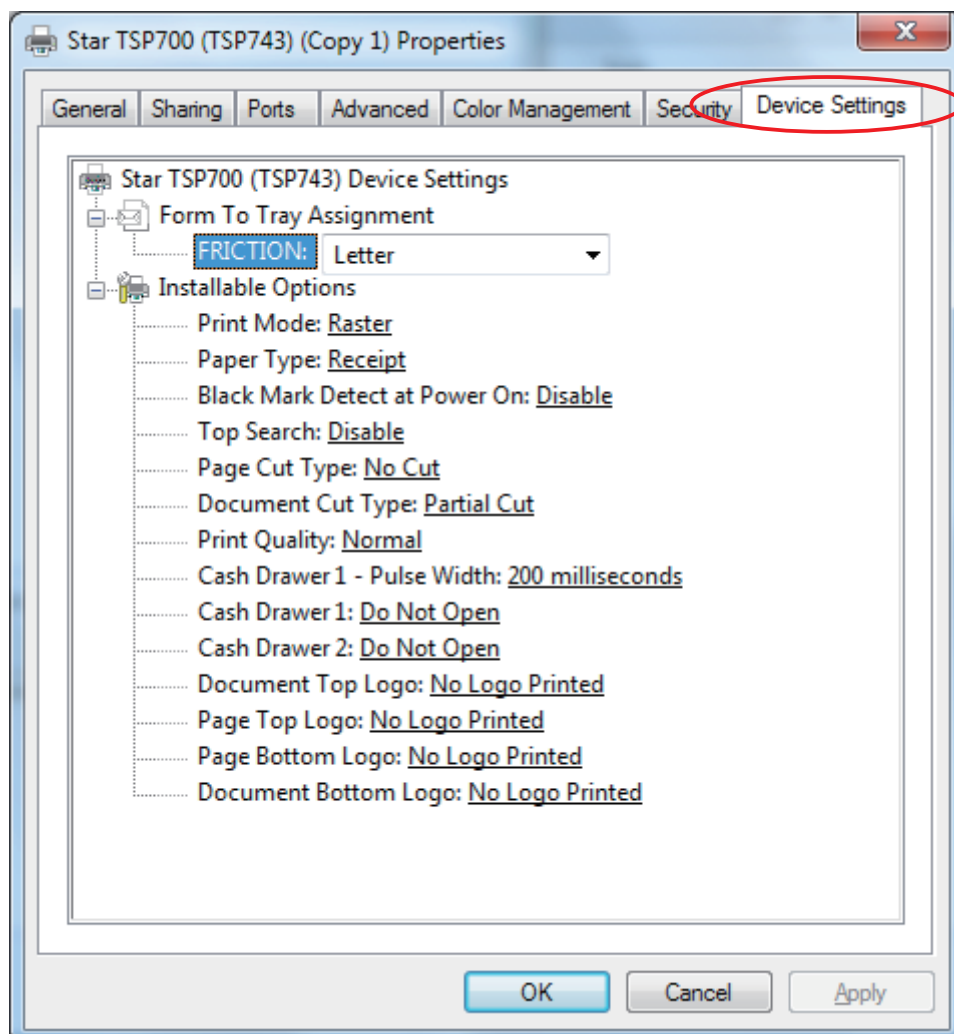 Star TSP700 (TSP743) (Copy 1) Properties
General Sharing Ports Advanced Color Management Security Device Settings
Star TSP700 (TSP743) Device Settings
Form To Tray Assignment
FRICTION: Letter
Installable Options
Print Mode: Raster
Paper Type: Receipt
Black Mark Detect at Power On: Disable
Top Search: Disable
Page Cut Type: No Cut
Document Cut Type: Partial Cut
Print Quality: Normal
Cash Drawer 1 - Pulse Width: 200 milliseconds
Cash Drawer 1: Do Not Open
Cash Drawer 2: Do Not Open
Document Top Logo: No Logo Printed
Page Top Logo: No Logo Printed
Page Bottom Logo: No Logo Printed
Document Bottom Logo: No Logo Printed
OK Cancel Apply